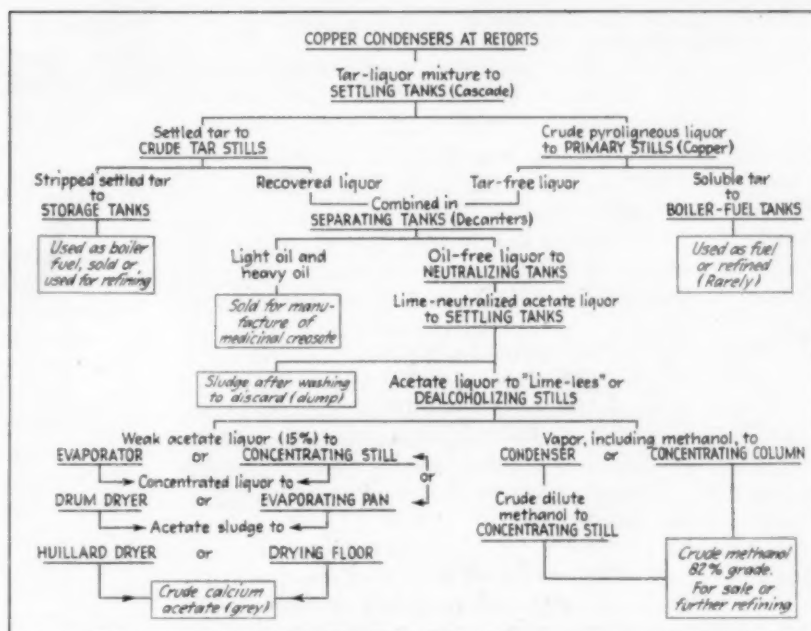 COPPER CONDENSERS AT RETORTS
Tar-liquor mixture to
SETTLING TANKS (Cascade)
Settled tar to
CRUDE TAR STILLS
Crude pyroligneous liquor
to PRIMARY STILLS (Copper)
Stripped settled tar
to
STORAGE TANKS
Recovered liquor
Tar-free liquor
Soluble tar
to
BOILER-FUEL TANKS
Combined in
SEPARATING TANKS (Decanters)
Used as boiler
fuel, sold or
used for refining
Used as fuel
or refined
(Rarely)
Light oil and
heavy oil
Oil-free liquor to
NEUTRALIZING TANKS
Sold for manu-
facture of
medicinal creosote
Lime-neutralized acetate liquor
to SETTLING TANKS
Sludge after washing
to discard (dump)
Acetate liquor to "Lime-lees" or
DEALCOHOLIZING STILLS
Weak acetate liquor (15%) to
EVAPORATOR or CONCENTRATING STILL
Concentrated liquor to
or
DRUM DRYER or EVAPORATING PAN
Acetate sludge to
HUILLARD DRYER or DRYING FLOOR
Crude calcium
acetate (grey)
Vapor, including methanol, to
CONDENSER or CONCENTRATING COLUMN
Crude dilute
methanol to
CONCENTRATING STILL
Crude methanol
82% grade.
For sale or
further refining